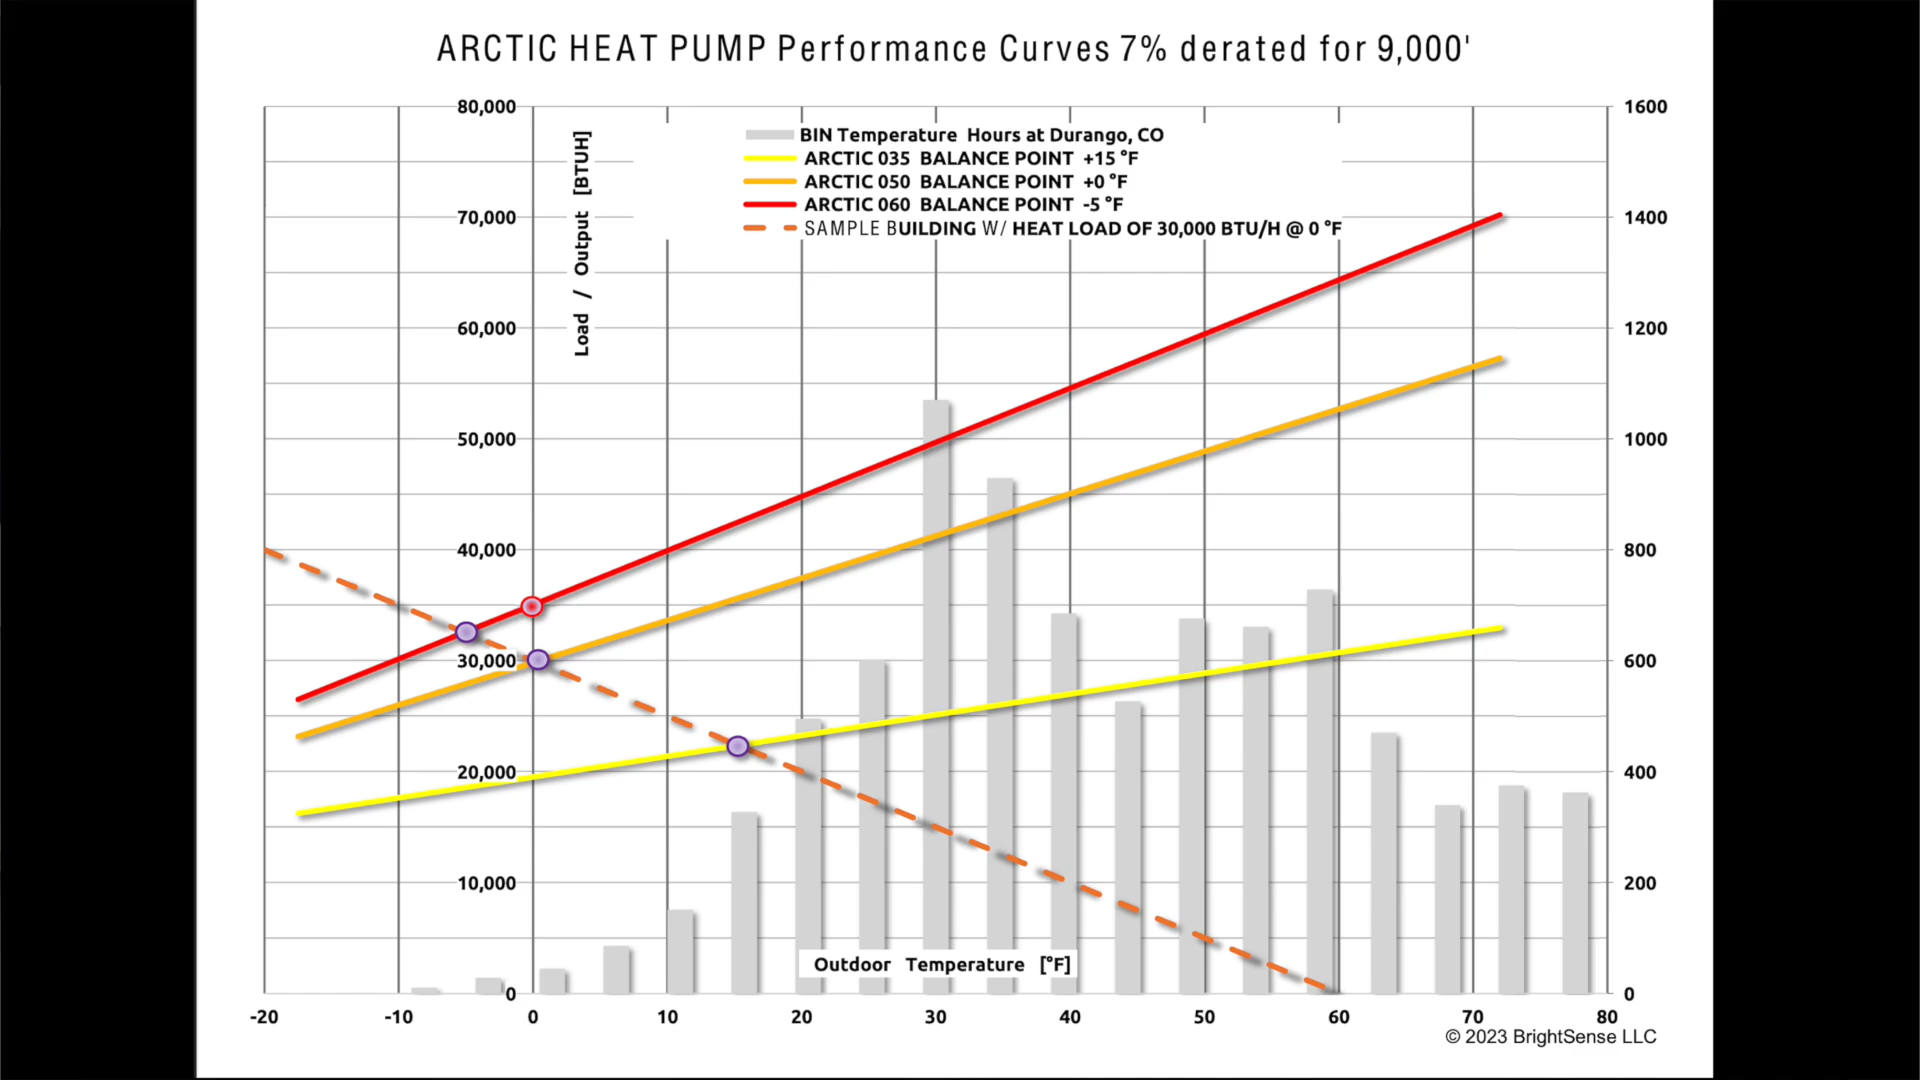 ARCTIC HEAT PUMP Performance Curves 7% derated for 9,000'
80,000
70,000
60,000
50,000
40,000
30,000
20,000
10,000
0
Load / Output [BTUH]
BIN Temperature Hours at Durango, CO
ARCTIC 035 BALANCE POINT +15 °F
ARCTIC 050 BALANCE POINT +0 °F
ARCTIC 060 BALANCE POINT -5 °F
SAMPLE BUILDING W/ HEAT LOAD OF 30,000 BTU/H @ 0 °F
1600
1400
1200
1000
800
600
400
200
0
Outdoor Temperature [°F]
-20 -10 0 10 20 30 40 50 60 70 80
© 2023 BrightSense LLC